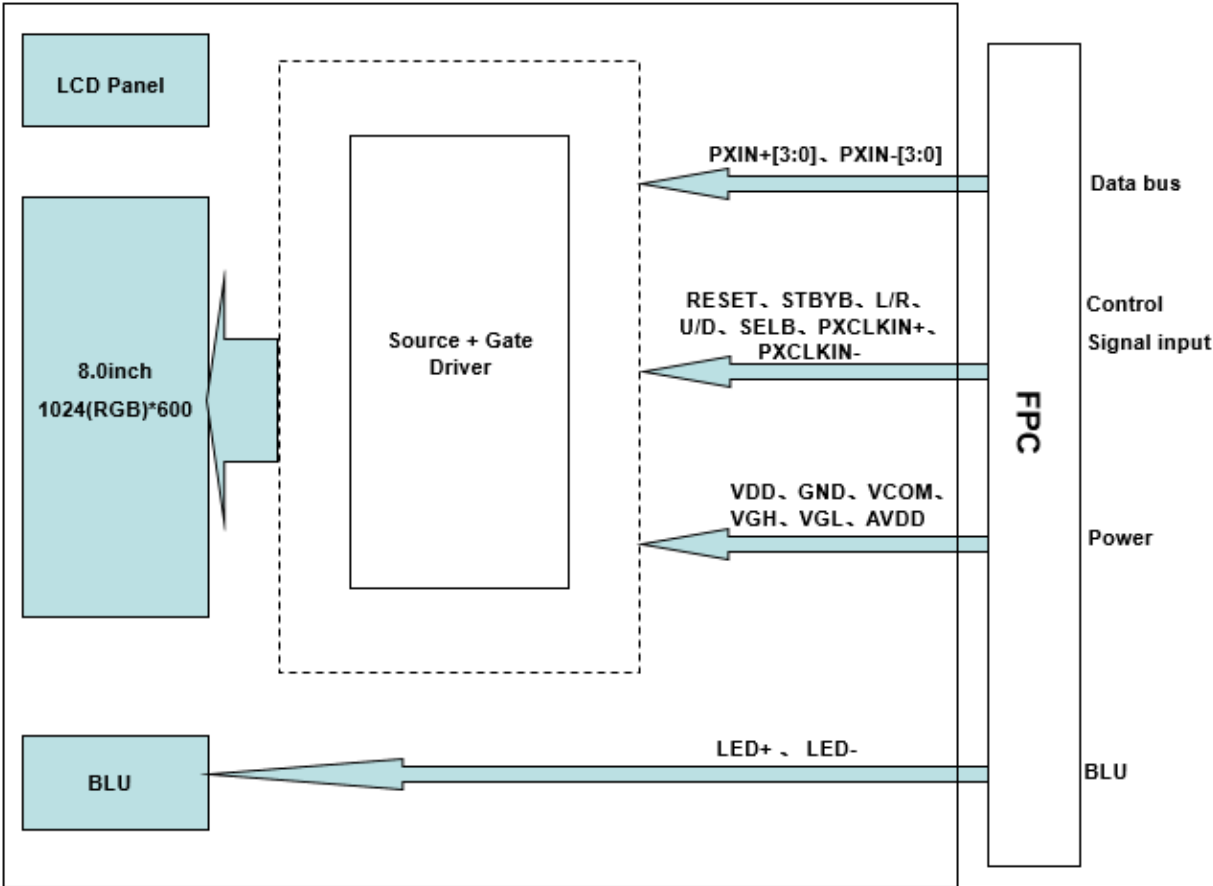 LCD Panel
PXIN+[3:0]、PXIN-[3:0]
Data bus
RESET、STBYB、L/R、
U/D、SELB、PXCLKIN+、
PXCLKIN-
Control
Signal input
Source + Gate
Driver
8.0inch
1024(RGB)*600
FPC
VDD、GND、VCOM、
VGH、VGL、AVDD
Power
LED+ 、 LED-
BLU
BLU